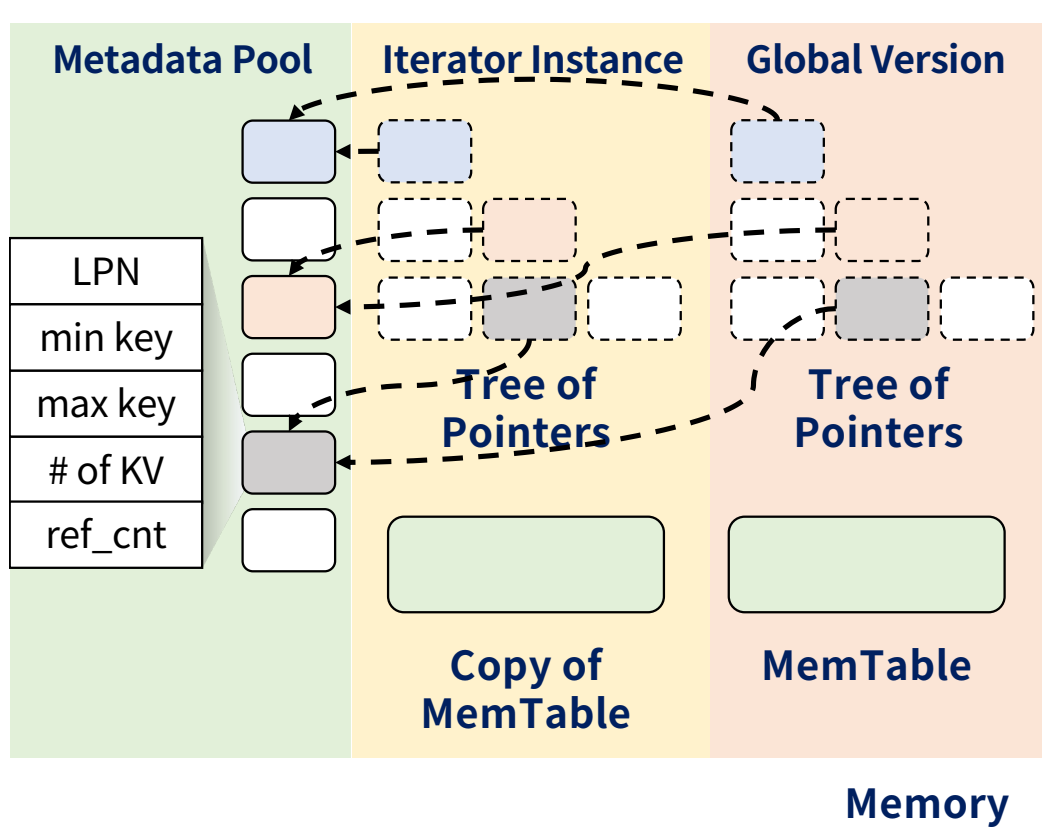 Metadata Pool
Iterator Instance
Global Version
LPN
min key
max key
# of KV
ref_cnt
Tree of
Pointers
Tree of
Pointers
Copy of
MemTable
MemTable
Memory